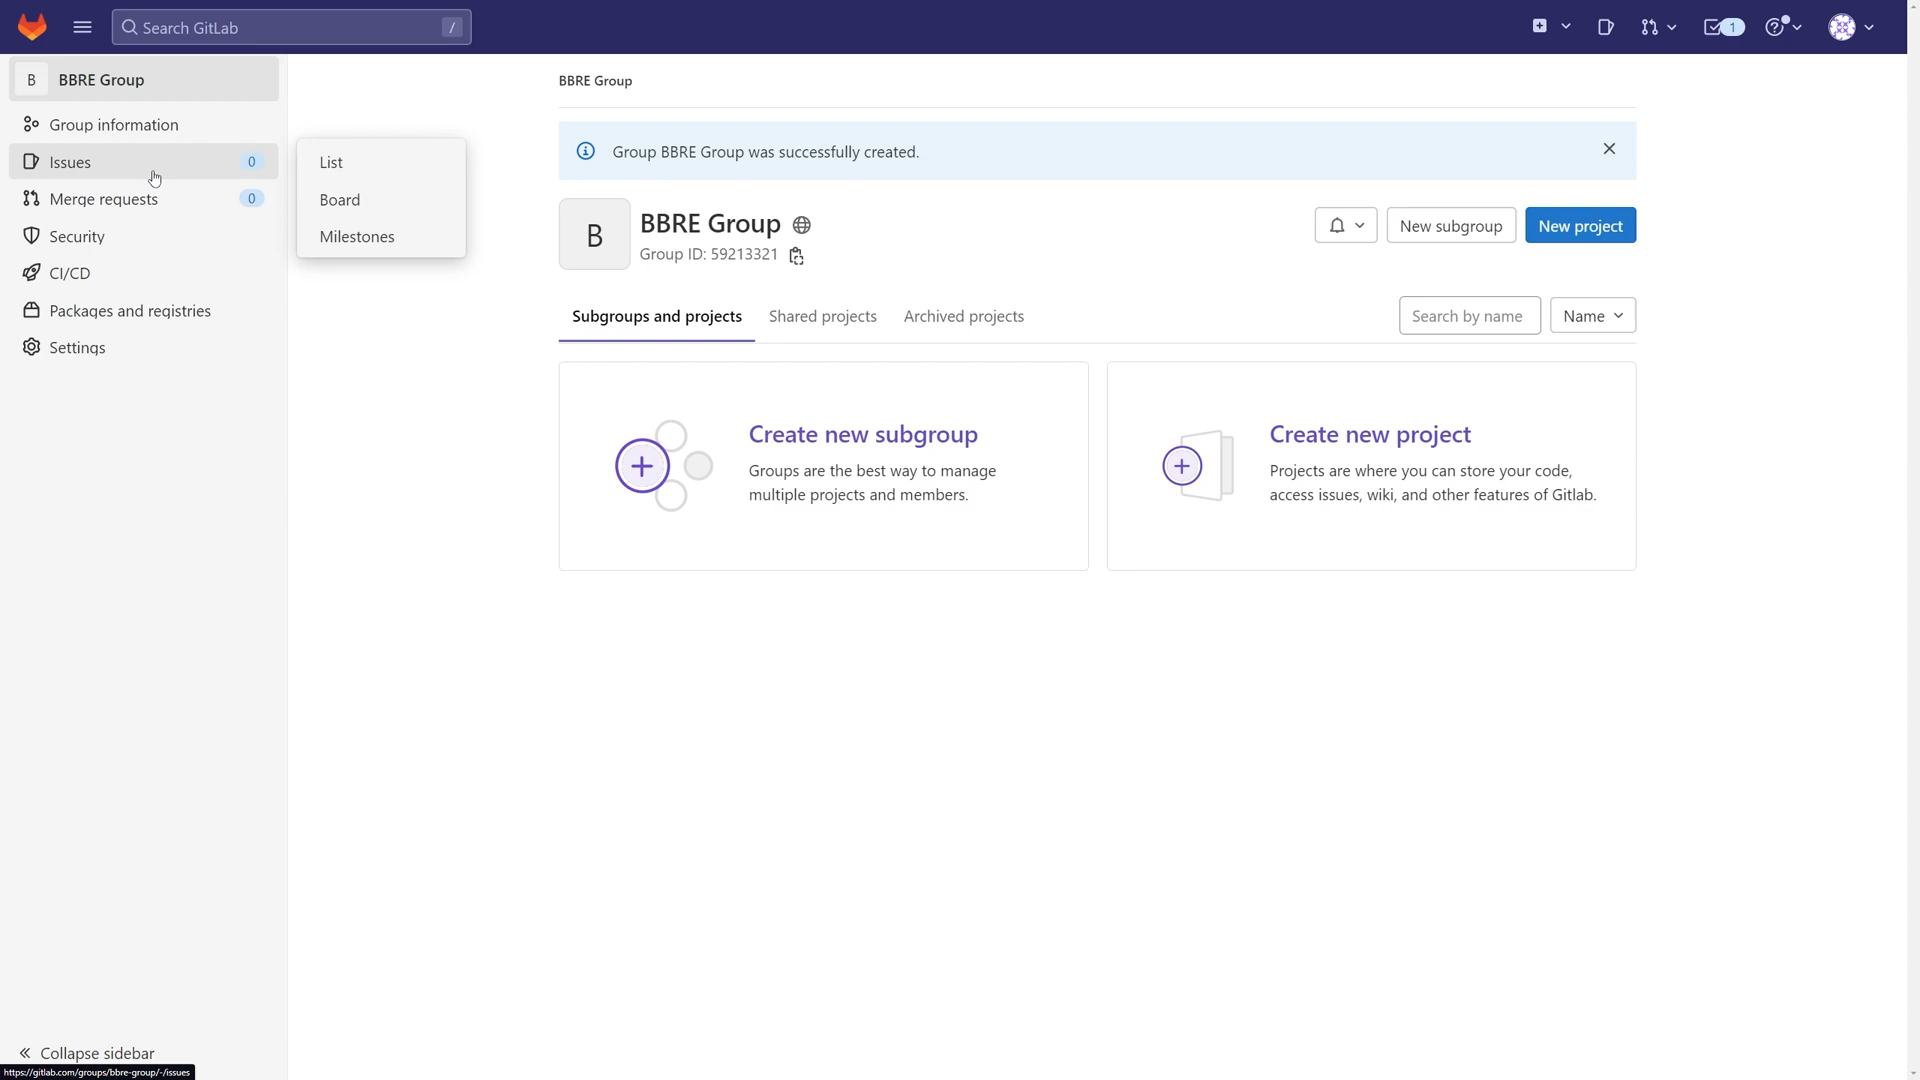 Search GitLab /
1
B BBRE Group
Group information
Issues 0
Merge requests 0
Security
CI/CD
Packages and registries
Settings
List
Board
Milestones
BBRE Group
Group BBRE Group was successfully created.
B
BBRE Group
Group ID: 59213321
New subgroup
New project
Subgroups and projects
Shared projects
Archived projects
Search by name
Name
Create new subgroup
Groups are the best way to manage
multiple projects and members.
Create new project
Projects are where you can store your code,
access issues, wiki, and other features of Gitlab.
Collapse sidebar
https://gitlab.com/groups/bbre-group/-/issues